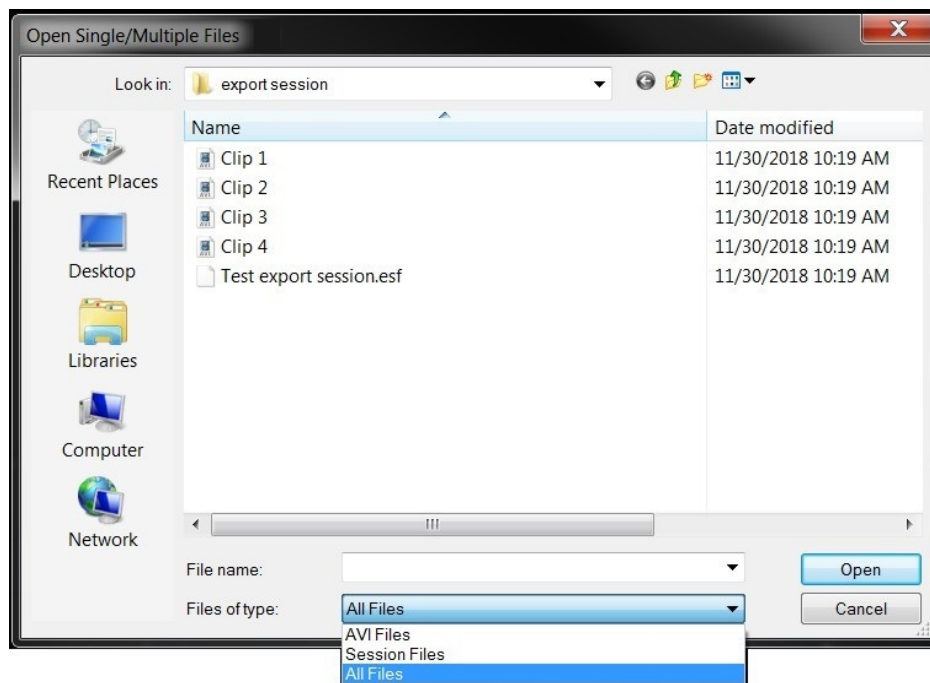 Open Single/Multiple Files
X
Look in: export session
Name Date modified
Clip 1 11/30/2018 10:19 AM
Clip 2 11/30/2018 10:19 AM
Clip 3 11/30/2018 10:19 AM
Clip 4 11/30/2018 10:19 AM
Test export session.esf 11/30/2018 10:19 AM
Recent Places
Desktop
Libraries
Computer
Network
File name: Open
Files of type: All Files Cancel
AVI Files
Session Files
All Files